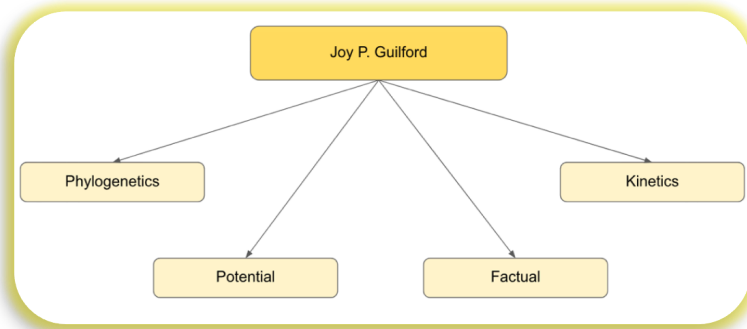 Joy P. Guilford
Phylogenetics
Kinetics
Potential
Factual